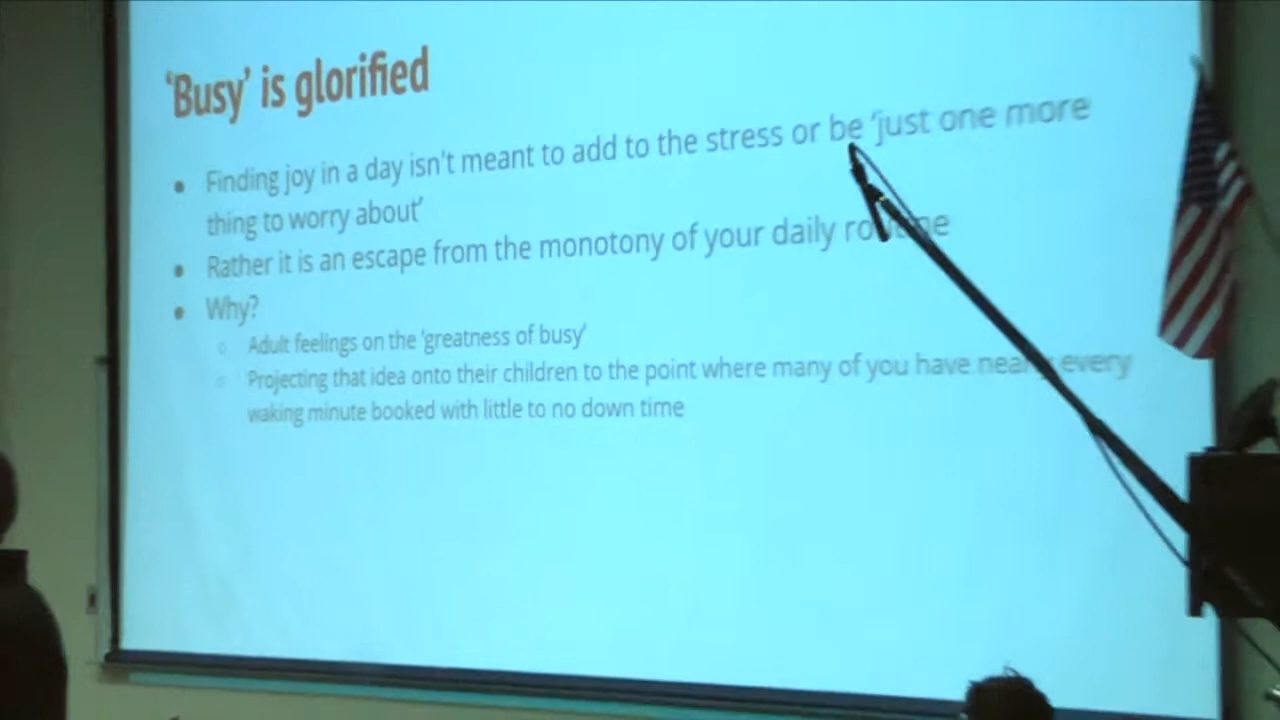 ‘Busy’ is glorified
● Finding joy in a day isn't meant to add to the stress or be ‘just one more
thing to worry about’
● Rather it is an escape from the monotony of your daily routine
● Why?
○ Adult feelings on the ‘greatness of busy’
○ Projecting that idea onto their children to the point where many of you have nearly every
waking minute booked with little to no down time